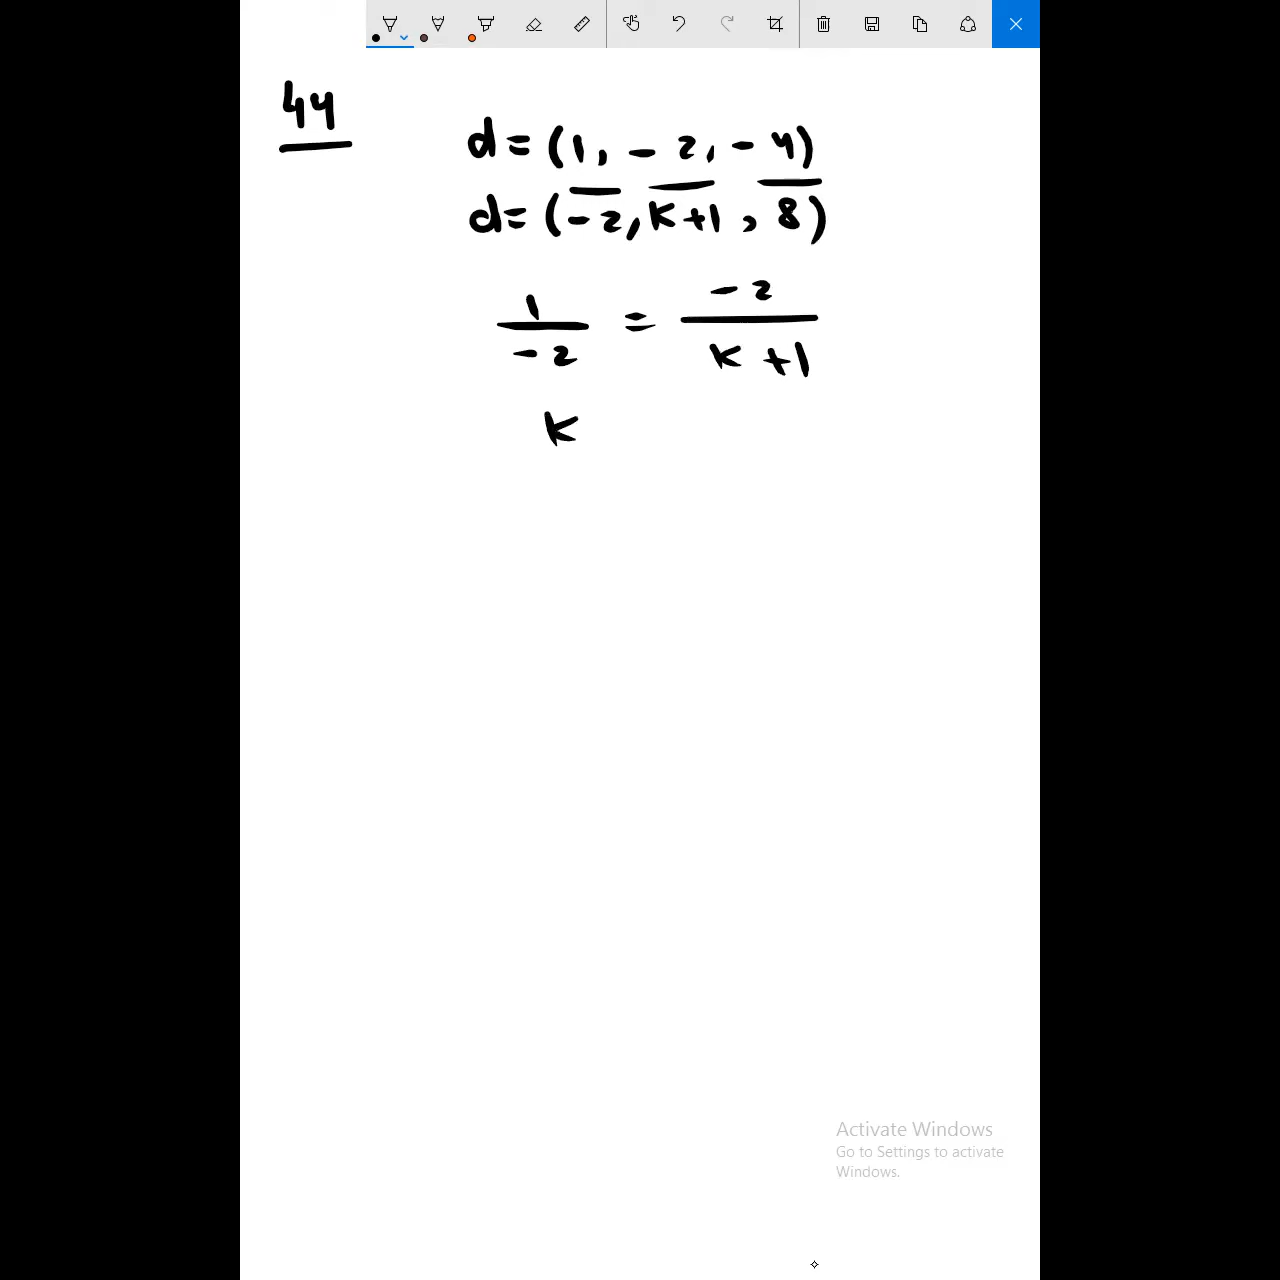 44
d = (1, -2, -4)
d = (-2, k+1, 8)
1/-2 = -2/k+1
k
Activate Windows
Go to Settings to activate
Windows.